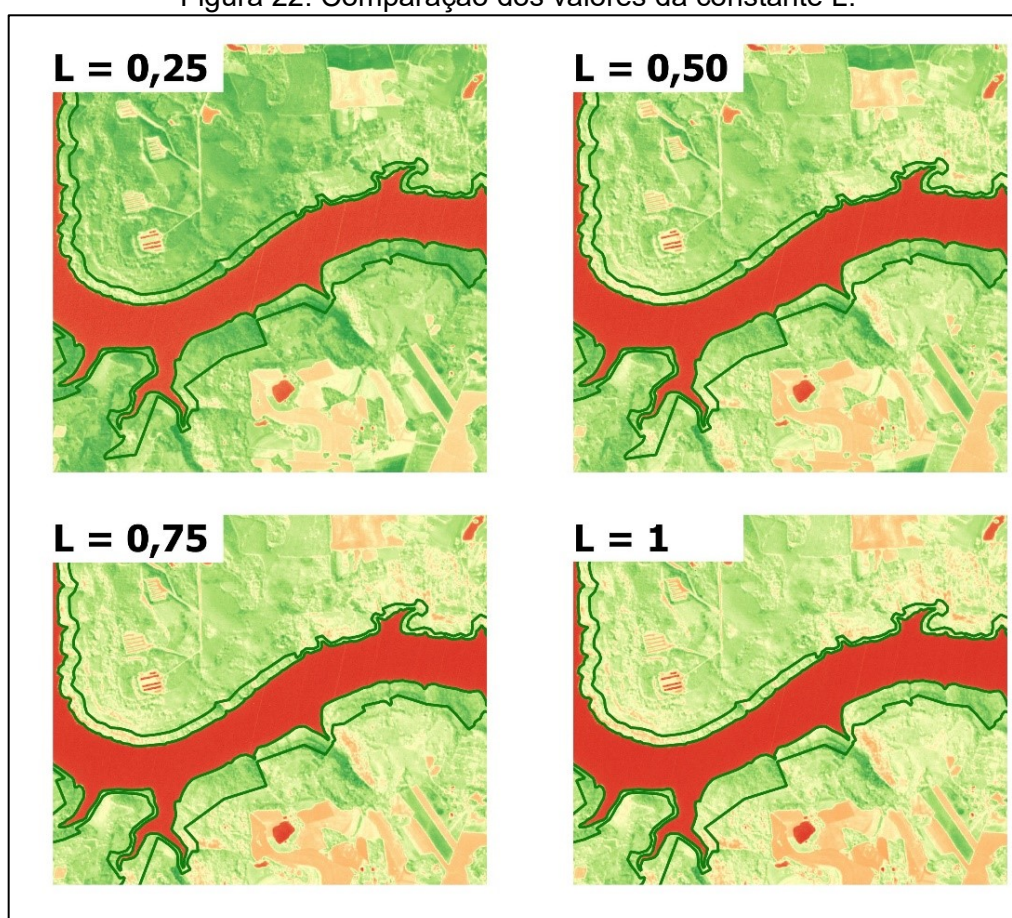 Figura 22: Comparação dos valores da constante L.
L = 0,25
L = 0,50
L = 0,75
L = 1